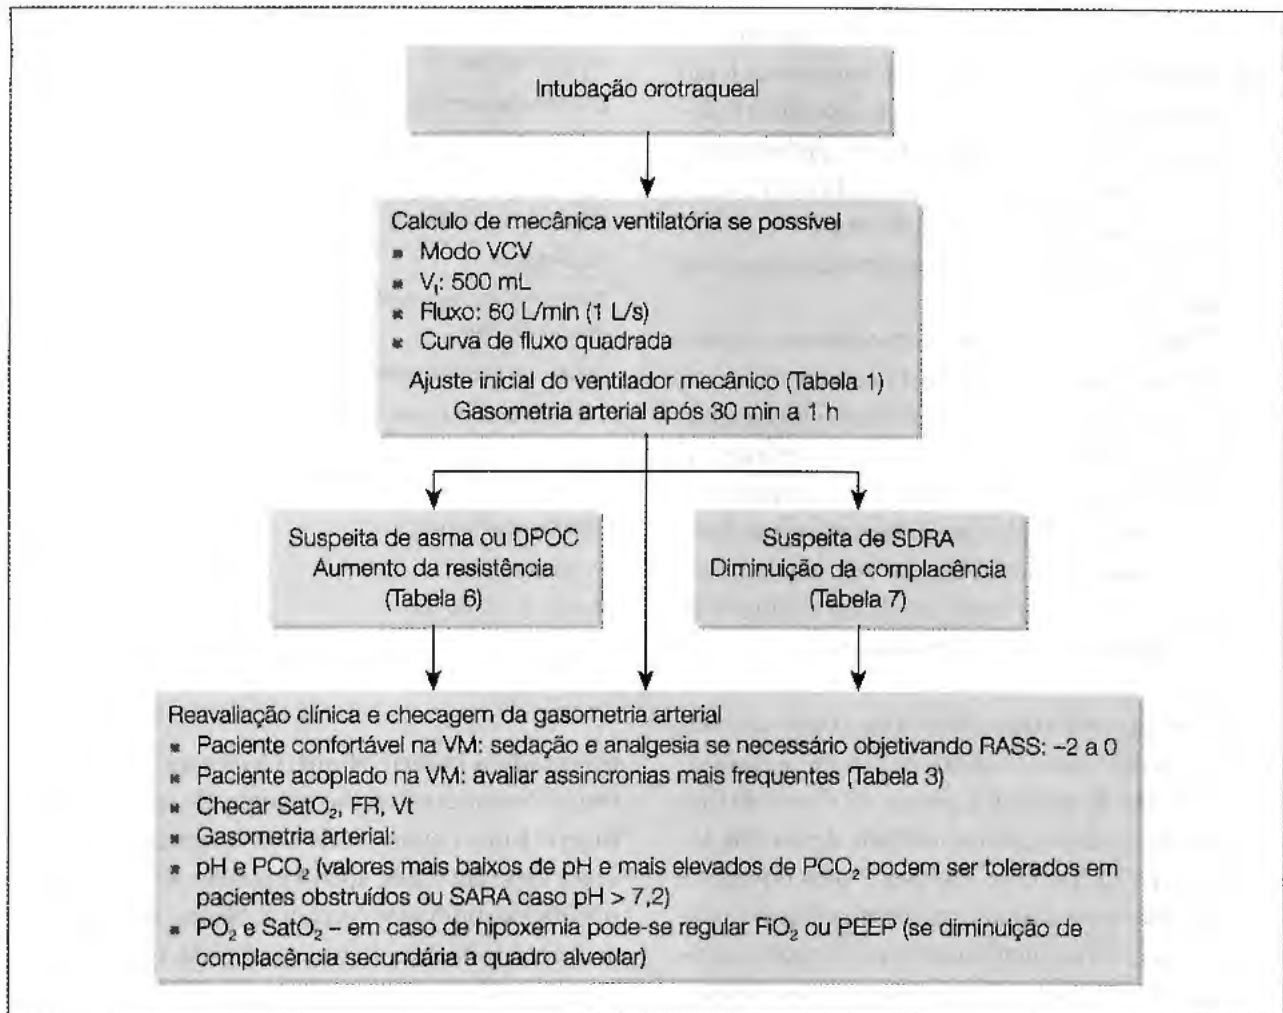 Intubação orotraqueal
Calculo de mecânica ventilatória se possível
▪ Modo VCV
▪ Vt: 500 mL
▪ Fluxo: 60 L/min (1 L/s)
▪ Curva de fluxo quadrada
Ajuste inicial do ventilador mecânico (Tabela 1)
Gasometria arterial após 30 min a 1 h
Suspeita de asma ou DPOC
Aumento da resistência
(Tabela 6)
Suspeita de SDRA
Diminuição da complacência
(Tabela 7)
Reavaliação clínica e checagem da gasometria arterial
▪ Paciente confortável na VM: sedação e analgesia se necessário objetivando RASS: –2 a 0
▪ Paciente acoplado na VM: avaliar assincronias mais frequentes (Tabela 3)
▪ Checar SatO₂, FR, Vt
▪ Gasometria arterial:
▪ pH e PCO₂ (valores mais baixos de pH e mais elevados de PCO₂ podem ser tolerados em
pacientes obstruídos ou SARA caso pH > 7,2)
▪ PO₂ e SatO₂ – em caso de hipoxemia pode-se regular FiO₂ ou PEEP (se diminuição de
complacência secundária a quadro alveolar)